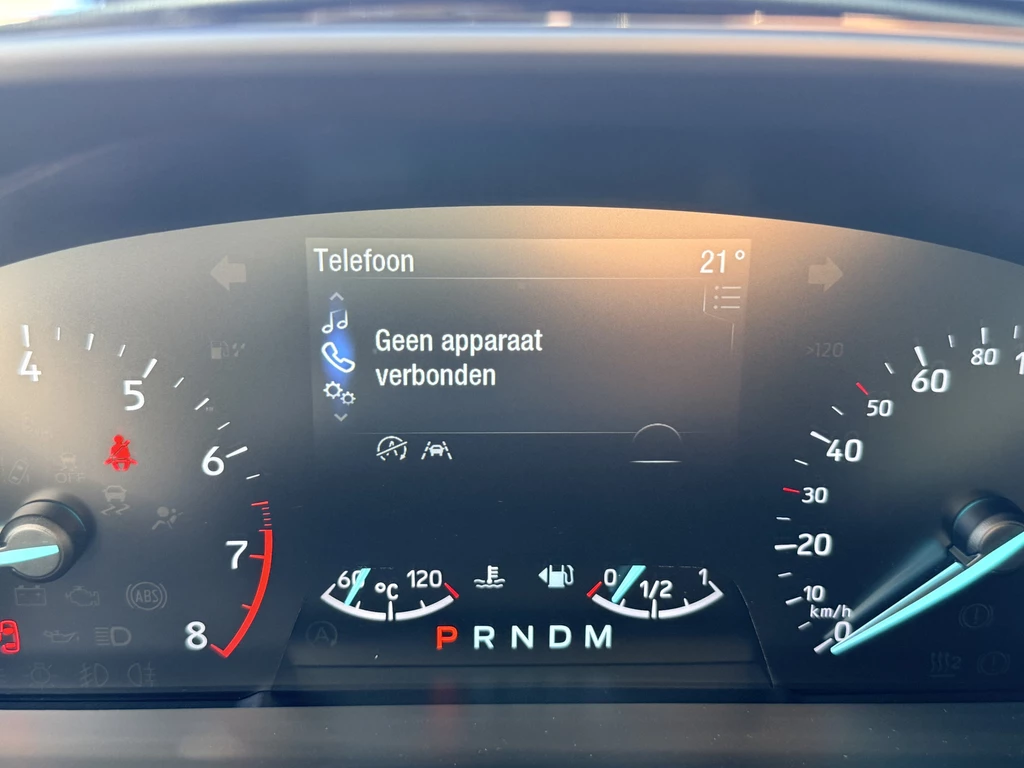 Telefoon 21°
Geen apparaat
verbonden
4
5
6
7
8
OFF
ABS
A
60 °C 120
0 1/2 1
P R N D M
>120
80
60
50
40
30
20
10
km/h
0